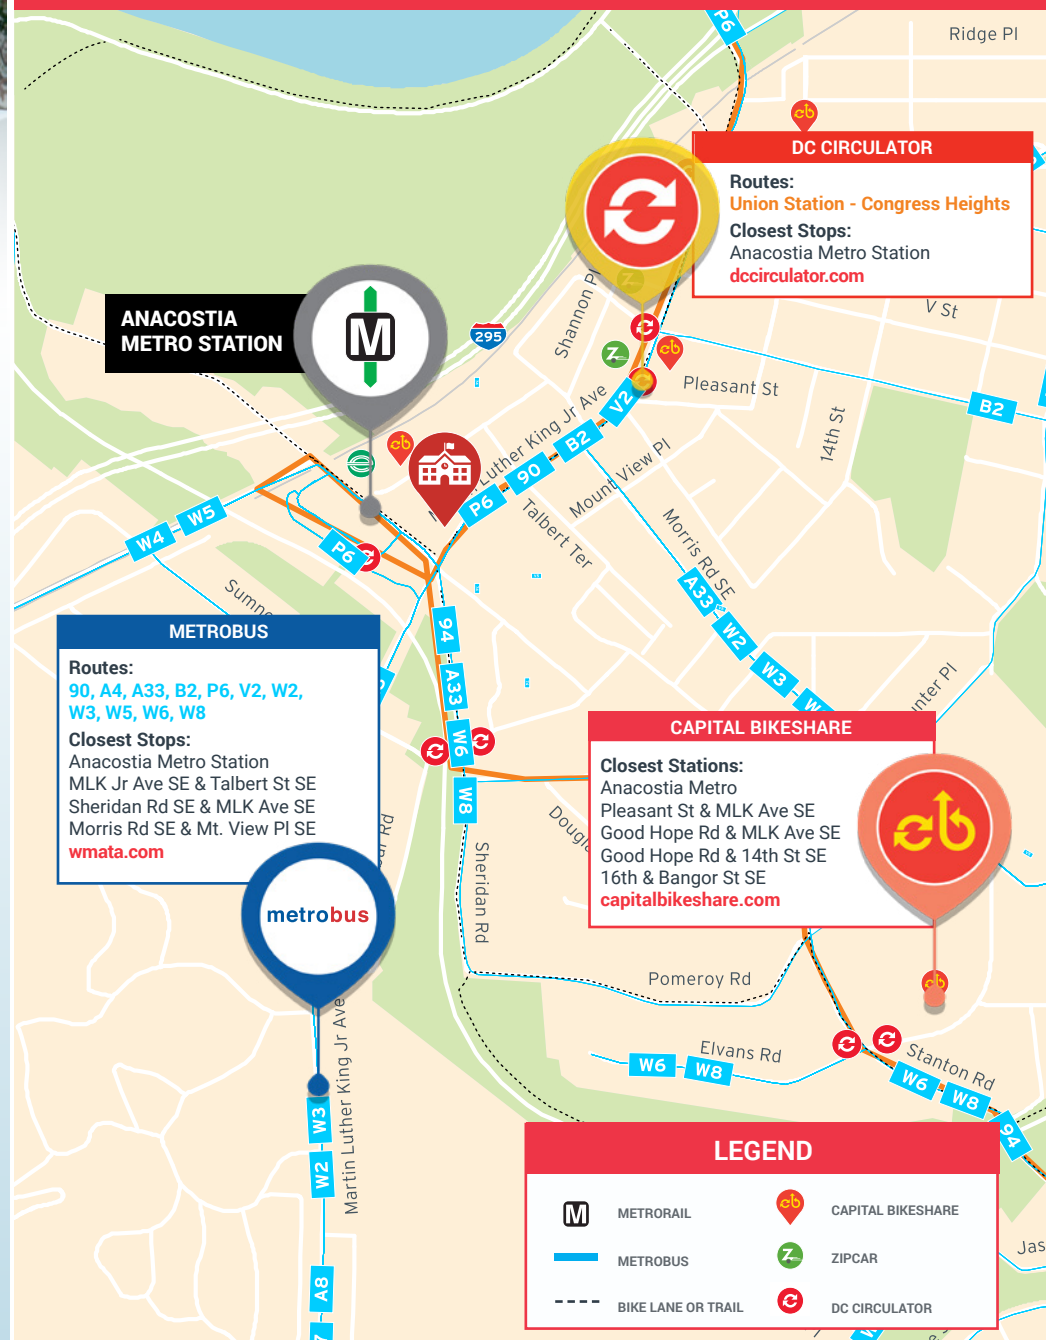 P6
Ridge Pl
DC CIRCULATOR
Routes:
Union Station - Congress Heights
Closest Stops:
Anacostia Metro Station
dccirculator.com
V St
Shannon Pl
ANACOSTIA
METRO STATION
M
295
Pleasant St
14th St
B2
V2
B2
90
P6
Luther King Jr Ave
Mount View Pl
Talbert Ter
Morris Rd SE
W5
W4
P6
Sumne
94
A33
W6
W8
A33
W2
W3
METROBUS
Routes:
90, A4, A33, B2, P6, V2, W2,
W3, W5, W6, W8
Closest Stops:
Anacostia Metro Station
MLK Jr Ave SE & Talbert St SE
Sheridan Rd SE & MLK Ave SE
Morris Rd SE & Mt. View Pl SE
wmata.com
metrobus
CAPITAL BIKESHARE
Closest Stations:
Anacostia Metro
Pleasant St & MLK Ave SE
Good Hope Rd & MLK Ave SE
Good Hope Rd & 14th St SE
16th & Bangor St SE
capitalbikeshare.com
unter Pl
Dougla
Sheridan Rd
Pomeroy Rd
Elvans Rd
W6
W8
Stanton Rd
W6
W8
94
Martin Luther King Jr Ave
W3
W2
A8
Jas
LEGEND
M
METRORAIL
METROBUS
BIKE LANE OR TRAIL
CAPITAL BIKESHARE
ZIPCAR
DC CIRCULATOR